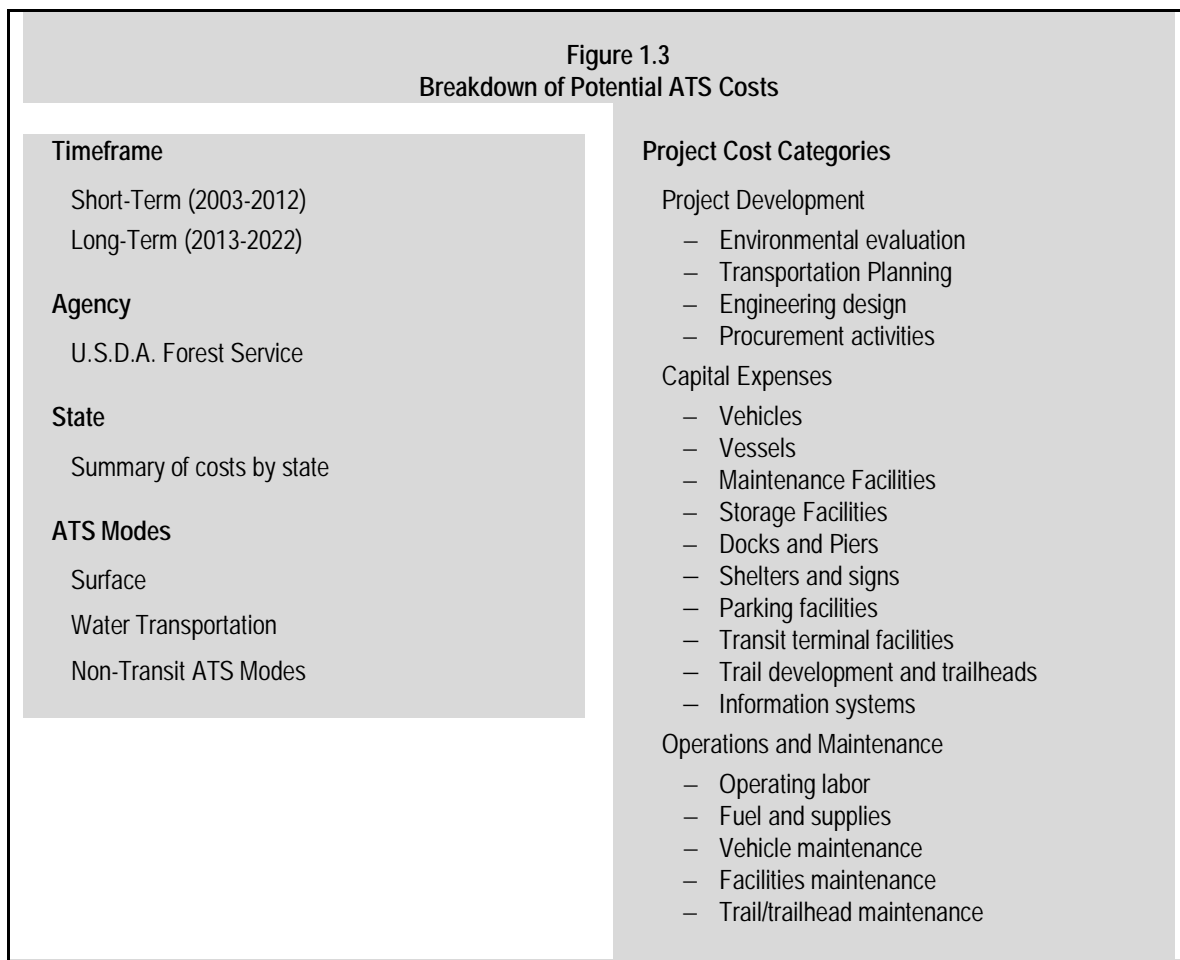 Figure 1.3
Breakdown of Potential ATS Costs
Timeframe
Short-Term (2003-2012)
Long-Term (2013-2022)
Agency
U.S.D.A. Forest Service
State
Summary of costs by state
ATS Modes
Surface
Water Transportation
Non-Transit ATS Modes
Project Cost Categories
Project Development
– Environmental evaluation
– Transportation Planning
– Engineering design
– Procurement activities
Capital Expenses
– Vehicles
– Vessels
– Maintenance Facilities
– Storage Facilities
– Docks and Piers
– Shelters and signs
– Parking facilities
– Transit terminal facilities
– Trail development and trailheads
– Information systems
Operations and Maintenance
– Operating labor
– Fuel and supplies
– Vehicle maintenance
– Facilities maintenance
– Trail/trailhead maintenance